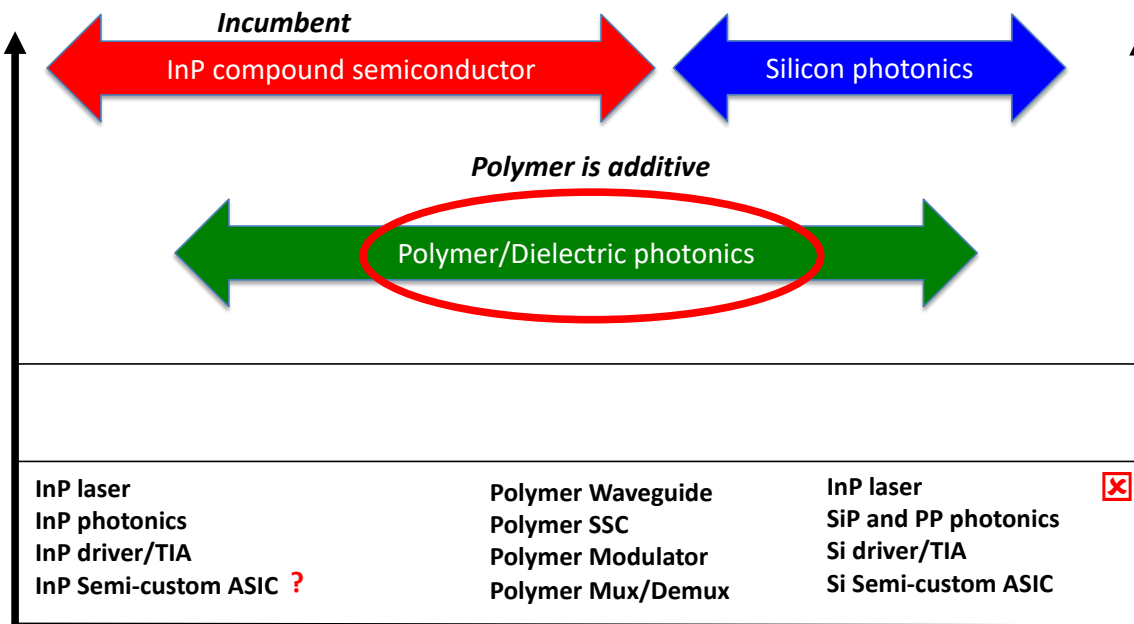 Incumbent
InP compound semiconductor
Silicon photonics
Polymer is additive
Polymer/Dielectric photonics
InP laser
InP photonics
InP driver/TIA
InP Semi-custom ASIC ?
Polymer Waveguide
Polymer SSC
Polymer Modulator
Polymer Mux/Demux
InP laser
SiP and PP photonics
Si driver/TIA
Si Semi-custom ASIC